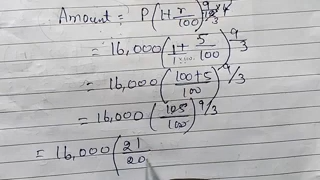 Amount = P(1+r/100)^9/3
= 16,000(1+5/100)^9/3
= 16,000(100+5/100)^9/3
= 16,000(105/100)^9/3
= 16,000(21/20